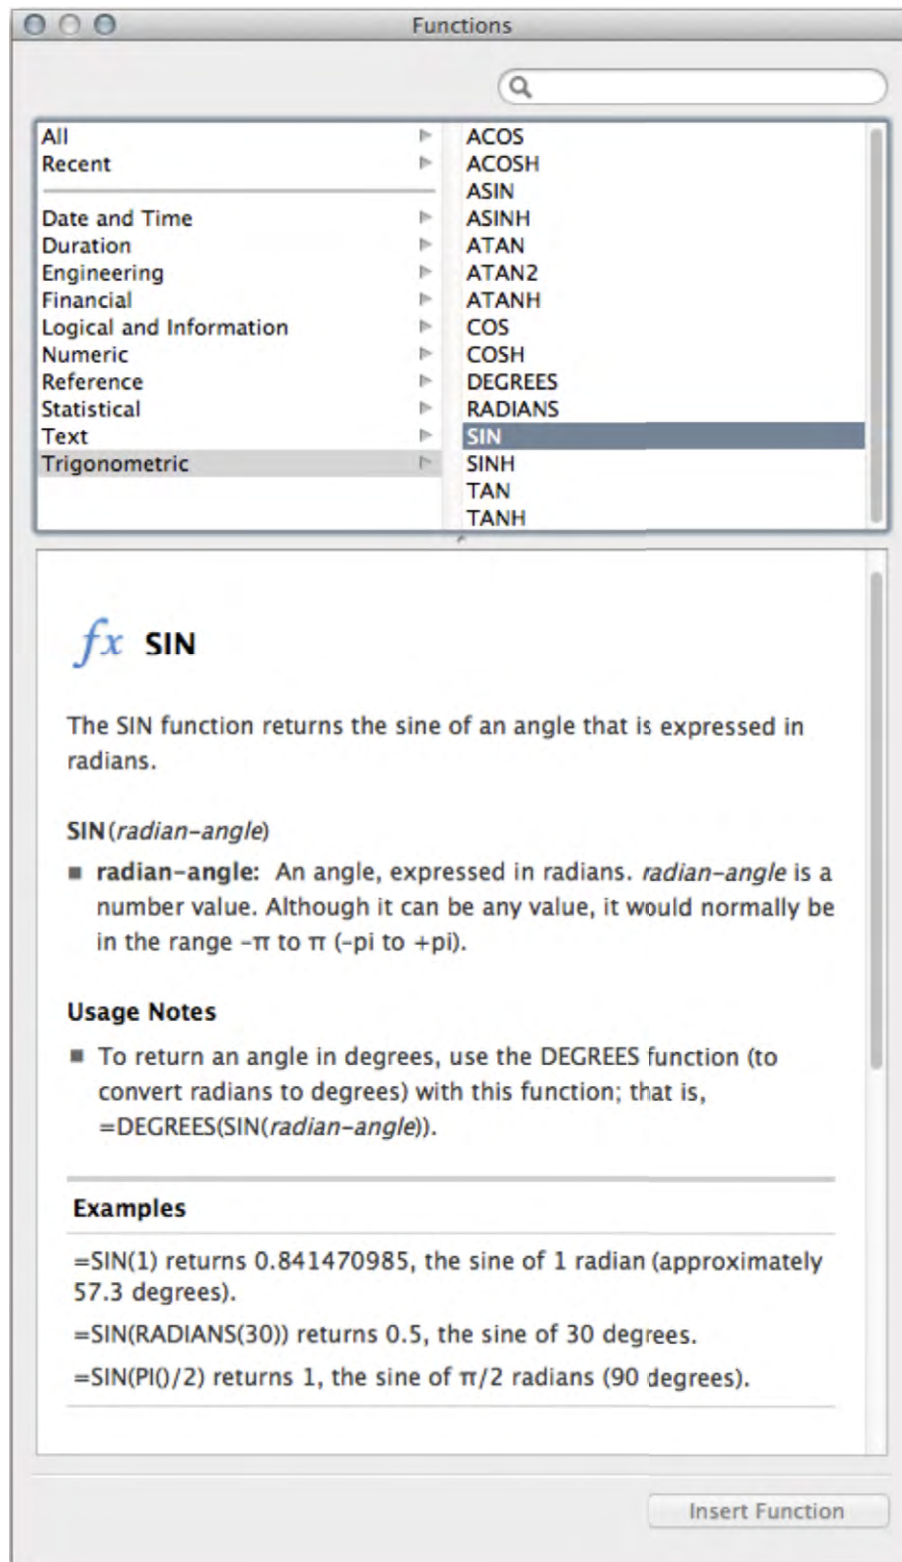 Functions
All
Recent
Date and Time
Duration
Engineering
Financial
Logical and Information
Numeric
Reference
Statistical
Text
Trigonometric
ACOS
ACOSH
ASIN
ASINH
ATAN
ATAN2
ATANH
COS
COSH
DEGREES
RADIANS
SIN
SINH
TAN
TANH
fx SIN
The SIN function returns the sine of an angle that is expressed in
radians.
SIN(radian-angle)
■ radian-angle: An angle, expressed in radians. radian-angle is a
number value. Although it can be any value, it would normally be
in the range -π to π (-pi to +pi).
Usage Notes
■ To return an angle in degrees, use the DEGREES function (to
convert radians to degrees) with this function; that is,
=DEGREES(SIN(radian-angle)).
Examples
=SIN(1) returns 0.841470985, the sine of 1 radian (approximately
57.3 degrees).
=SIN(RADIANS(30)) returns 0.5, the sine of 30 degrees.
=SIN(PI()/2) returns 1, the sine of π/2 radians (90 degrees).
Insert Function